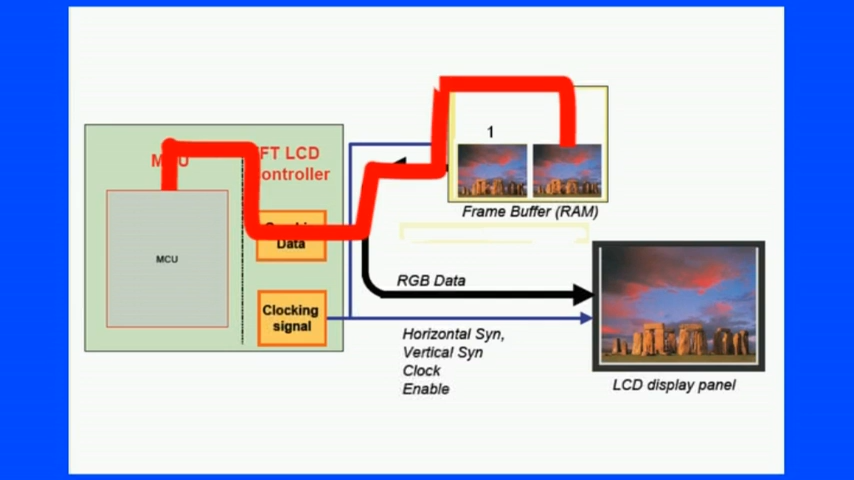 1
FT LCD
ontroller
Data
MCU
Clocking
signal
Frame Buffer (RAM)
RGB Data
Horizontal Syn,
Vertical Syn
Clock
Enable
LCD display panel